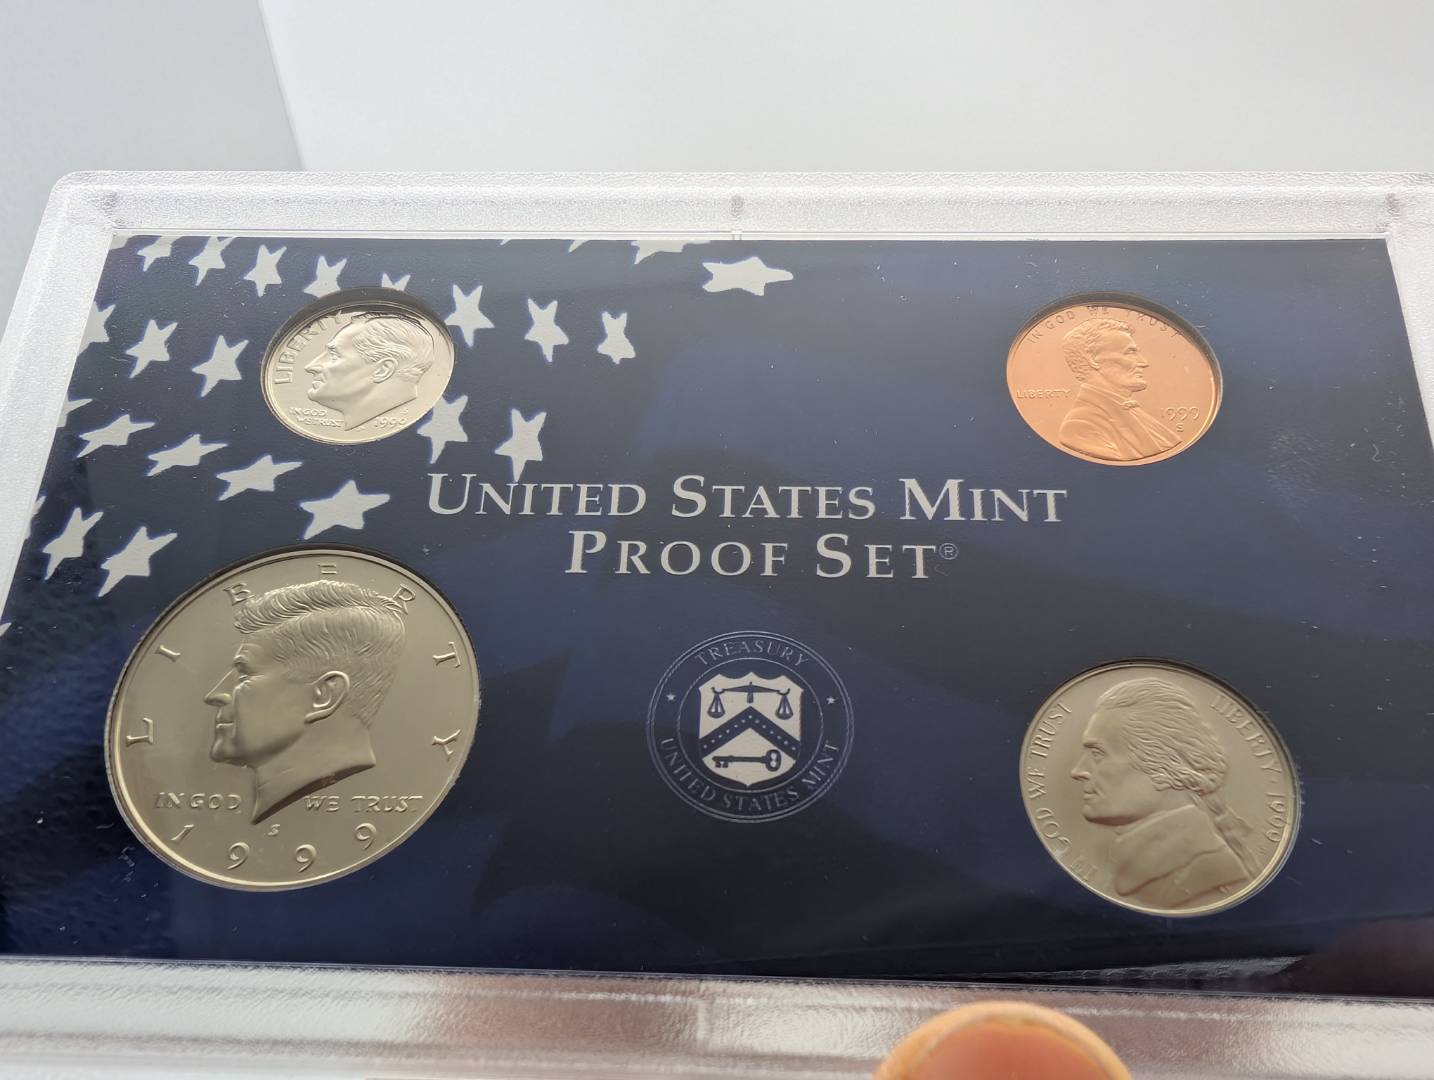 LIBERTY
IN GOD
WE TRUST
1999
S
IN GOD WE TRUST
LIBERTY
1999
S
UNITED STATES MINT
PROOF SET®
LIBERTY
IN GOD WE TRUST
S
1999
TREASURY
UNITED STATES MINT
IN GOD WE TRUST
LIBERTY · 1999